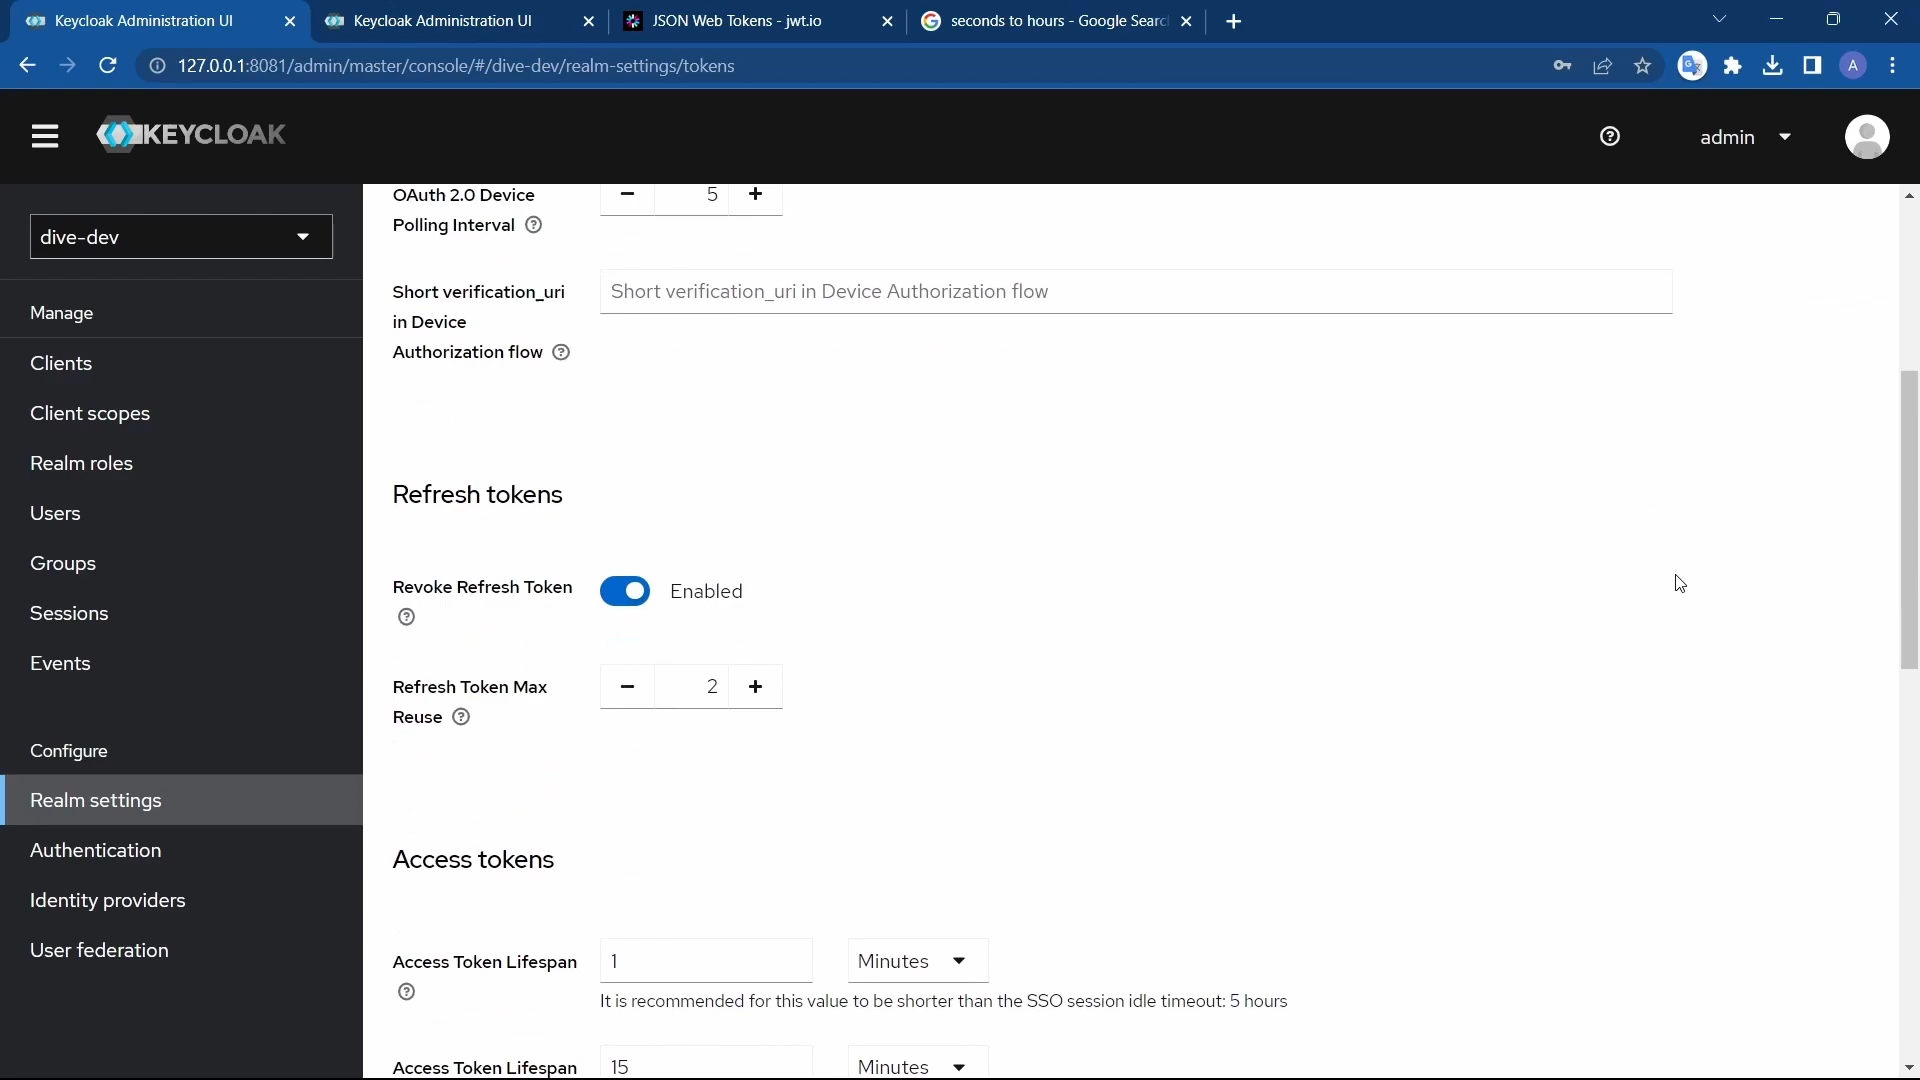 Keycloak Administration UI
Keycloak Administration UI
JSON Web Tokens - jwt.io
seconds to hours - Google Searc
127.0.0.1:8081/admin/master/console/#/dive-dev/realm-settings/tokens
A
KEYCLOAK
admin
dive-dev
Manage
Clients
Client scopes
Realm roles
Users
Groups
Sessions
Events
Configure
Realm settings
Authentication
Identity providers
User federation
OAuth 2.0 Device
Polling Interval
5
Short verification_uri
in Device
Authorization flow
Short verification_uri in Device Authorization flow
Refresh tokens
Revoke Refresh Token
Enabled
Refresh Token Max
Reuse
2
Access tokens
Access Token Lifespan
1
Minutes
It is recommended for this value to be shorter than the SSO session idle timeout: 5 hours
Access Token Lifespan
15
Minutes